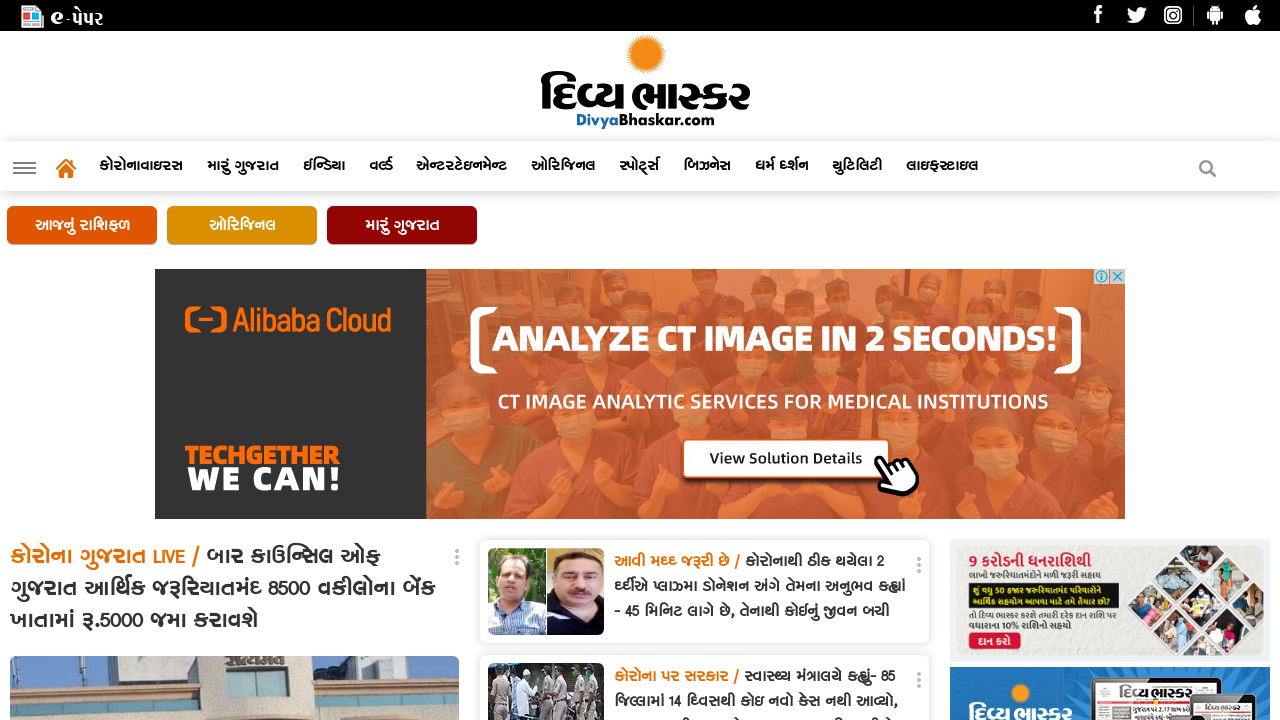 ઈ-પેપર
દિવ્ય ભાસ્કર
DivyaBhaskar.com
કોરોનાવાઇરસ મારું ગુજરાત ઈન્ડિયા વર્લ્ડ એન્ટરટેઇનમેન્ટ ઓરિજિનલ સ્પોર્ટ્સ બિઝનેસ ધર્મ દર્શન યુટિલિટી લાઇફસ્ટાઇલ
આજનું રાશિફળ ઓરિજિનલ મારું ગુજરાત
Alibaba Cloud
ANALYZE CT IMAGE IN 2 SECONDS!
CT IMAGE ANALYTIC SERVICES FOR MEDICAL INSTITUTIONS
View Solution Details
TECHGETHER
WE CAN!
કોરોના ગુજરાત LIVE / બાર કાઉન્સિલ ઓફ
ગુજરાત આર્થિક જરૂરિયાતમંદ 8500 વકીલોના બેંક
ખાતામાં રૂ.5000 જમા કરાવશે
આવી મદદ જરૂરી છે / કોરોનાથી ઠીક થયેલા 2
દર્દીએ પ્લાઝમા ડોનેશન અંગે તેમના અનુભવ કહ્યાં
- 45 મિનિટ લાગે છે, તેનાથી કોઈનું જીવન બચી
કોરોના પર સરકાર / સ્વાસ્થ્ય મંત્રાલયે કહ્યું- 85
જિલ્લામાં 14 દિવસથી કોઇ નવો કેસ નથી આવ્યો,
9 કરોડની ધનરાશિથી
લાખો જરૂરિયાતમંદોને મળી જરૂરી સહાય
શું વધુ 50 હજાર જરૂરિયાતમંદ પરિવારોને
આર્થિક સહયોગ આપવા માટે તમે તૈયાર છો?
તો દિવ્ય ભાસ્કર કરશે તમારી દરેક દાન રાશિ પર
વધારાના 10% રાશિનો સહયો
દાન કરો
દિવ્ય ભાસ્કર
દિવ્ય ભાસ્કર